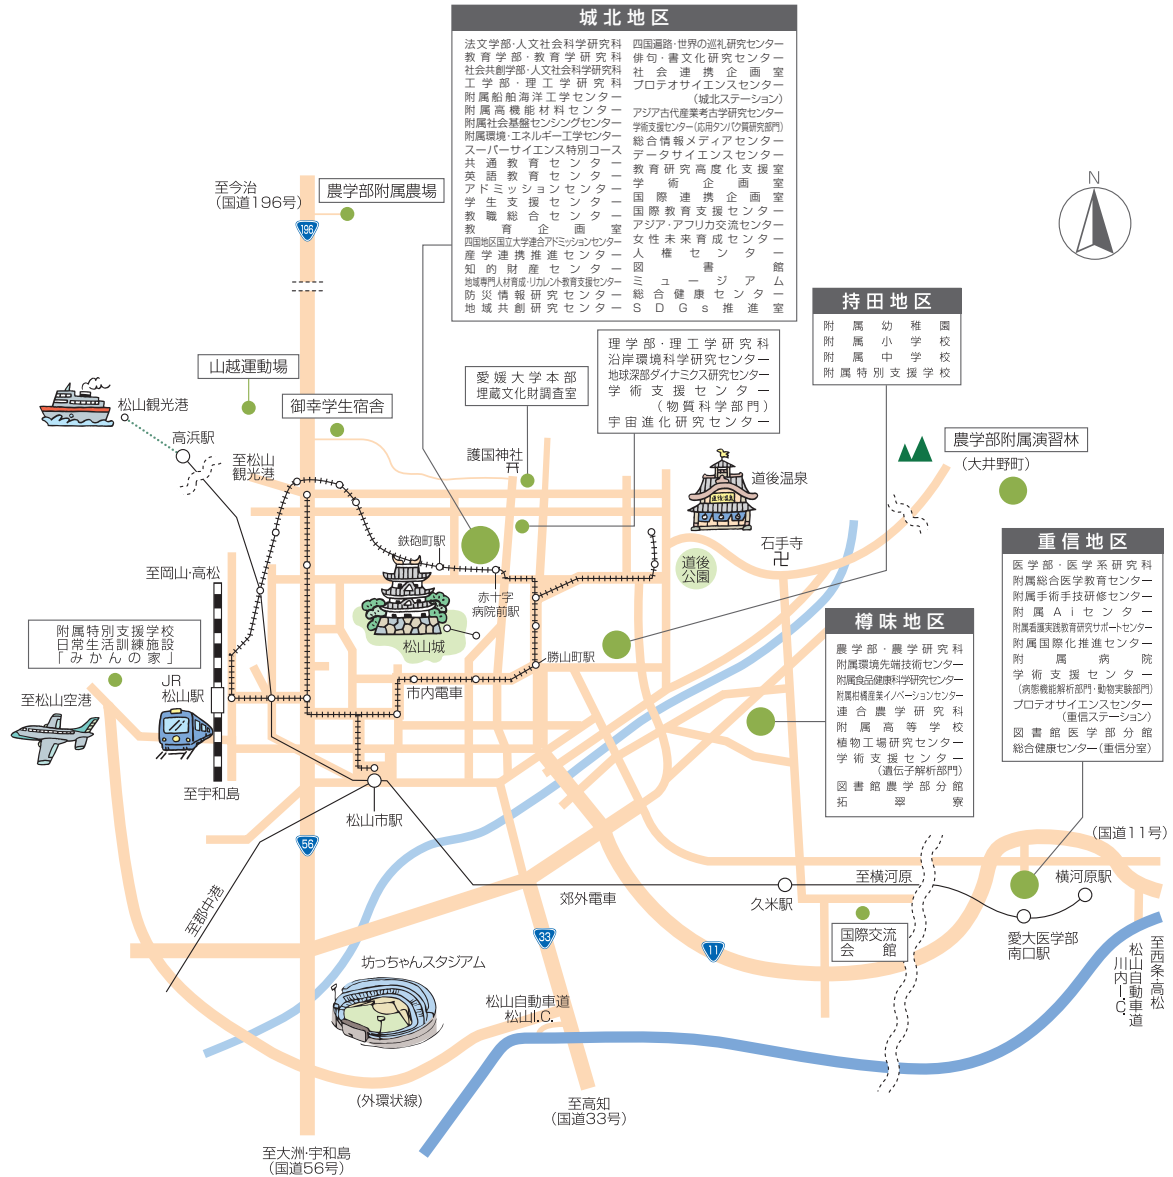 城北地区
法文学部・人文社会科学研究科
教育学部・教育学研究科
社会共創学部・人文社会科学研究科
工学部・理工学研究科
附属船舶海洋工学センター
附属高機能材料センター
附属社会基盤センシングセンター
附属環境・エネルギー工学センター
スーパーサイエンス特別コース
共通教育センター
英語教育センター
アドミッションセンター
学生支援センター
教職総合センター
教育企画室
四国地区国立大学連合アドミッションセンター
産学連携推進センター
知的財産センター
地域専門人材育成・リカレント教育支援センター
防災情報研究センター
地域共創研究センター
四国遍路・世界の巡礼研究センター
俳句・書文化研究センター
社会連携企画室
プロテオサイエンスセンター
(城北ステーション)
アジア古代産業考古学研究センター
学術支援センター(応用タンパク質研究部門)
総合情報メディアセンター
データサイエンスセンター
教育研究高度化支援室
学術企画室
国際連携企画室
国際教育支援センター
アジア・アフリカ交流センター
女性未来育成センター
人権センター
図書館
ミュージアム
総合健康センター
SDGs推進室
N
至今治
(国道196号)
農学部附属農場
196
持田地区
附属幼稚園
附属小学校
附属中学校
附属特別支援学校
理学部・理工学研究科
沿岸環境科学研究センター
地球深部ダイナミクス研究センター
学術支援センター
(物質科学部門)
宇宙進化研究センター
愛媛大学本部
埋蔵文化財調査室
山越運動場
御幸学生宿舎
松山観光港
高浜駅
至松山
観光港
護国神社
道後温泉
農学部附属演習林
(大井野町)
鉄砲町駅
石手寺
道後
公園
重信地区
医学部・医学系研究科
附属総合医学教育センター
附属手術手技研修センター
附属Aiセンター
附属看護実践教育研究サポートセンター
附属国際化推進センター
附属病院
学術支援センター
(病態機能解析部門・動物実験部門)
プロテオサイエンスセンター
(重信ステーション)
図書館医学部分館
総合健康センター(重信分室)
至岡山・高松
赤十字
病院前駅
松山城
勝山町駅
樽味地区
農学部・農学研究科
附属環境先端技術センター
附属食品健康科学研究センター
附属柑橘産業イノベーションセンター
連合農学研究科
附属高等学校
植物工場研究センター
学術支援センター
(遺伝子解析部門)
図書館農学部分館
拓翠寮
附属特別支援学校
日常生活訓練施設
「みかんの家」
JR
松山駅
市内電車
至松山空港
至宇和島
松山市駅
56
(国道11号)
至横河原
横河原駅
久米駅
郊外電車
至郡中港
国際交流
会館
愛大医学部
南口駅
33
11
坊っちゃんスタジアム
松山自動車道
松山I.C.
至西条・高松
松山自動車道
川内I.C.
(外環状線)
至高知
(国道33号)
至大洲・宇和島
(国道56号)